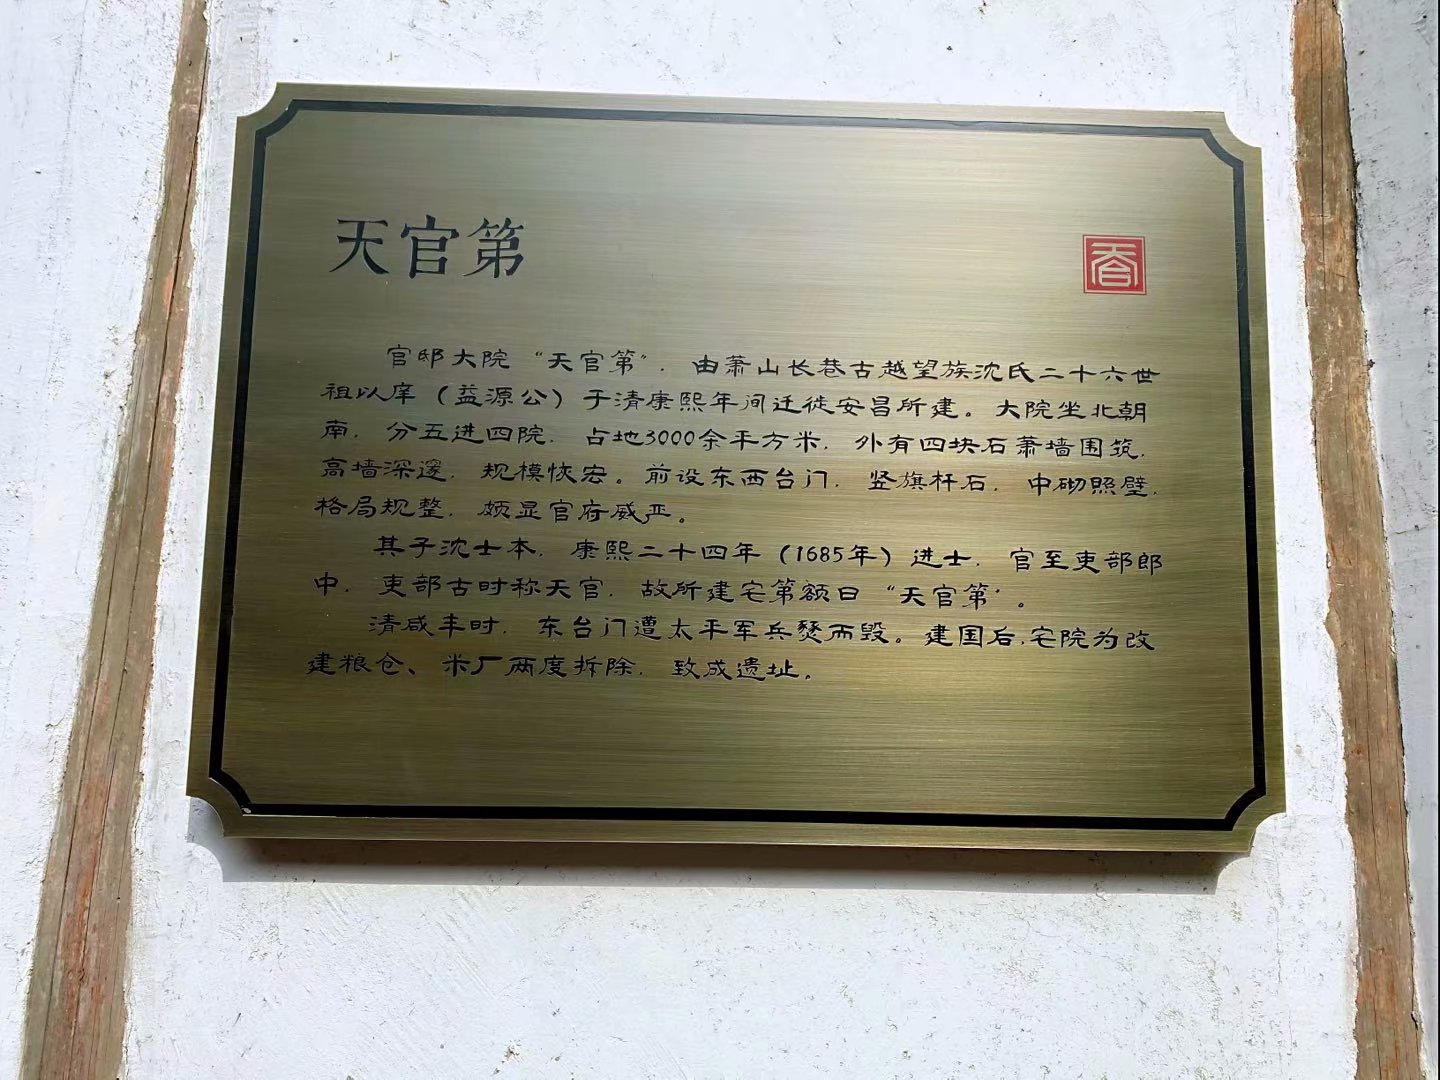 天官第
官邸大院“天官第”，由萧山长巷古越望族沈氏二十六世
祖以庠（益源公）于清康熙年间迁徙安昌所建。大院坐北朝
南，分五进四院，占地3000余平方米，外有四块石萧墙围筑，
高墙深邃，规模恢宏。前设东西台门，竖旗杆石，中砌照壁，
格局规整，颇显官府威严。
其子沈士本，康熙二十四年（1685年）进士，官至吏部郎
中，吏部古时称天官，故所建宅第额曰“天官第”。
清咸丰时，东台门遭太平军兵燹而毁。建国后，宅院为改
建粮仓、米厂两度拆除，致成遗址。